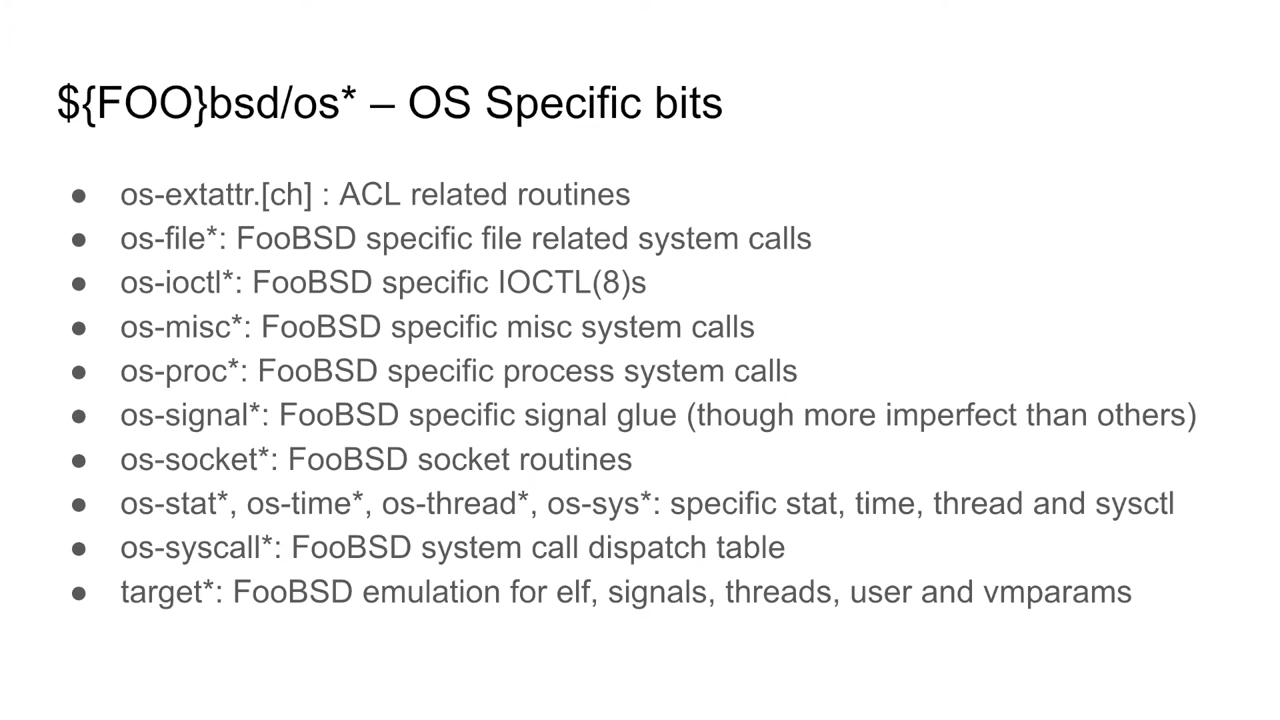 ${FOO}bsd/os* – OS Specific bits
● os-extattr.[ch] : ACL related routines
● os-file*: FooBSD specific file related system calls
● os-ioctl*: FooBSD specific IOCTL(8)s
● os-misc*: FooBSD specific misc system calls
● os-proc*: FooBSD specific process system calls
● os-signal*: FooBSD specific signal glue (though more imperfect than others)
● os-socket*: FooBSD socket routines
● os-stat*, os-time*, os-thread*, os-sys*: specific stat, time, thread and sysctl
● os-syscall*: FooBSD system call dispatch table
● target*: FooBSD emulation for elf, signals, threads, user and vmparams